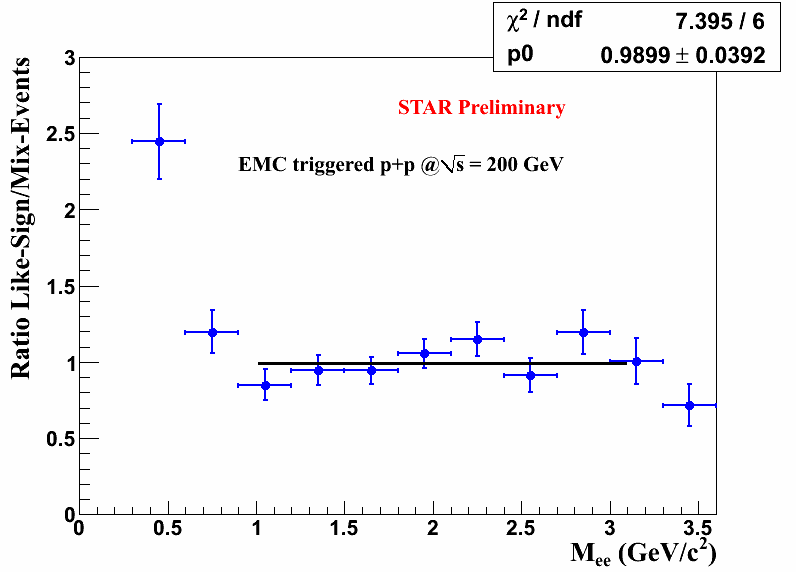 χ² / ndf 7.395 / 6
p0 0.9899 ± 0.0392
STAR Preliminary
EMC triggered p+p @√s = 200 GeV
Ratio Like-Sign/Mix-Events
3
2.5
2
1.5
1
0.5
0
0 0.5 1 1.5 2 2.5 3 3.5
Mee (GeV/c²)